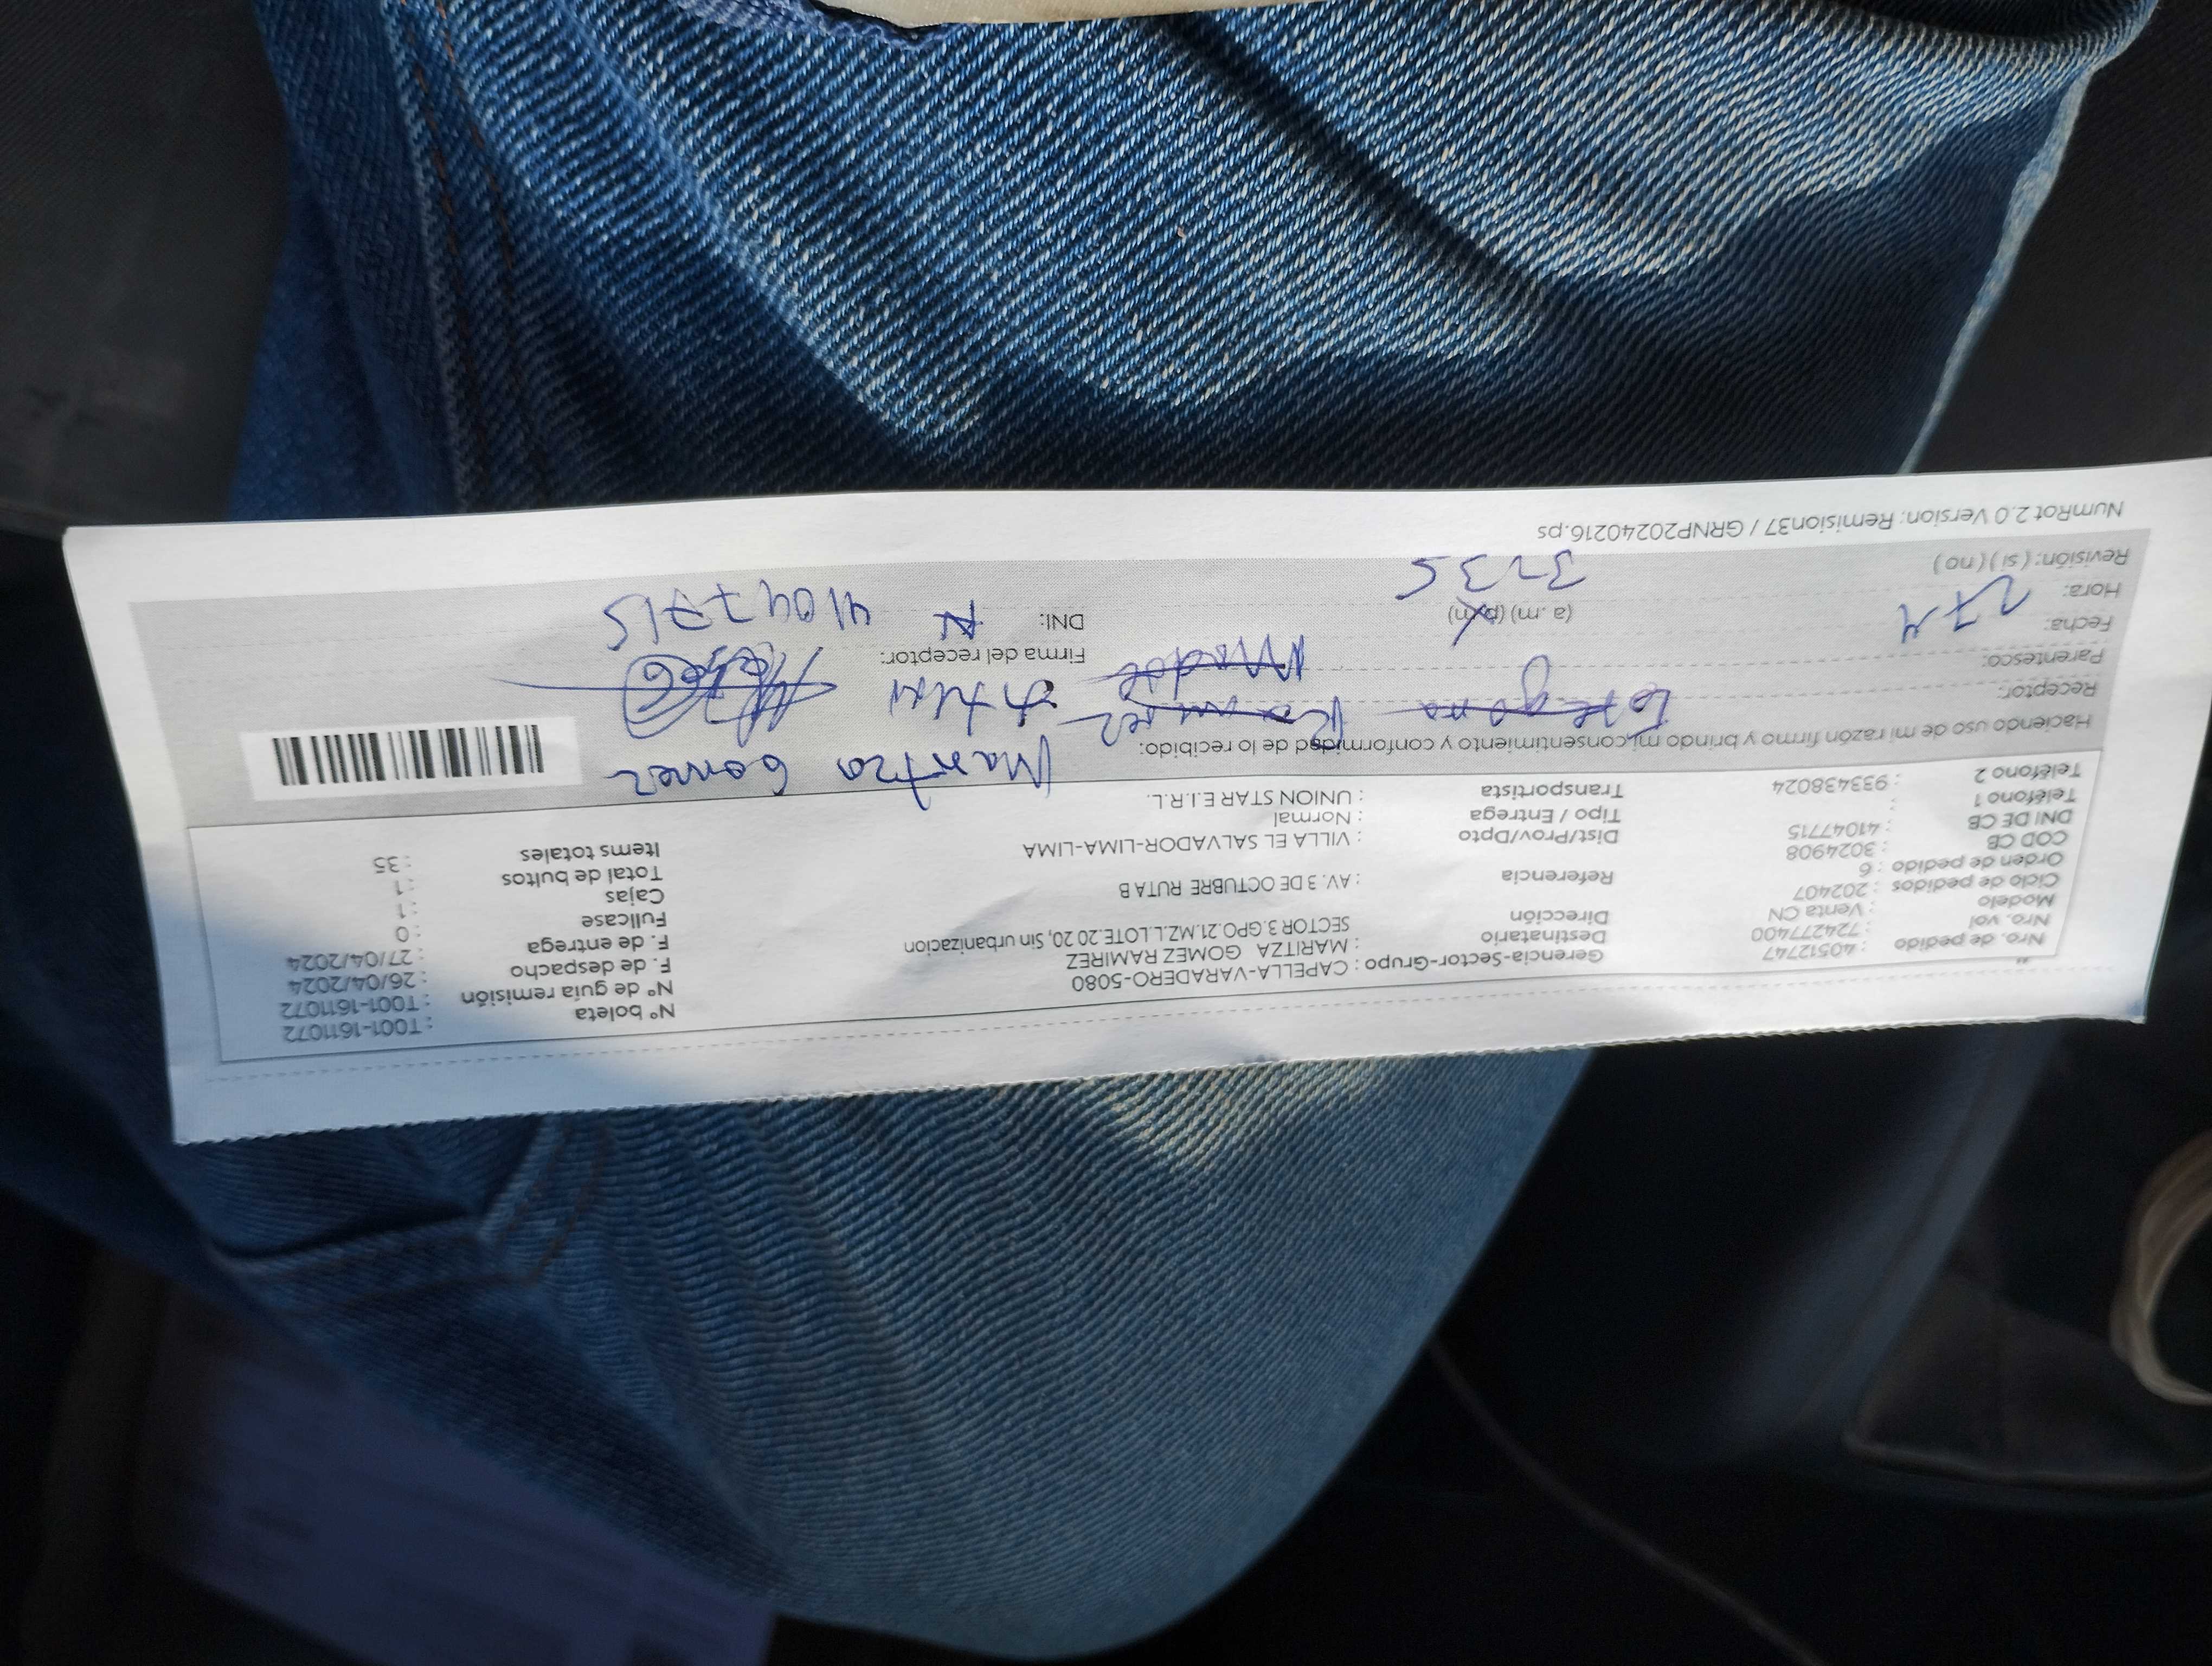 Nro. de pedido : 40512747
Nro. vol : 724277400
Modelo : Venta CN
Ciclo de pedidos : 202407
Orden de pedido : 6
COD CB : 3024908
DNI DE CB : 41047715
Teléfono 1 :
Teléfono 2 : 933438024
Gerencia-Sector-Grupo : CAPELLA-VARADERO-5080
Destinatario : MARITZA GOMEZ RAMIREZ
Dirección SECTOR 3.GPO.21.MZ.L.LOTE.20 20, Sin urbanizacion
Referencia : AV. 3 DE OCTUBRE RUTA B
Dist/Prov/Dpto : VILLA EL SALVADOR-LIMA-LIMA
Tipo / Entrega : Normal
Transportista : UNION STAR E.I.R.L.
N° boleta : T001-1611072
N° de guía remisión : T001-1611072
F. de despacho : 26/04/2024
F. de entrega : 27/04/2024
Fullcase : 0
Cajas : 1
Total de bultos : 1
Items totales : 35
Haciendo uso de mi razón firmo y brindo mi consentimiento y conformidad de lo recibido:
Maritza Gomez
Receptor:
Parentesco:
Firma del receptor:
Fecha: 27 4
Hora: (a .m) (p.m)
DNI: 41047715
Revisión: ( si ) ( no )
NumRot 2.0 Version: Remision37 / GRNP20240216.ps